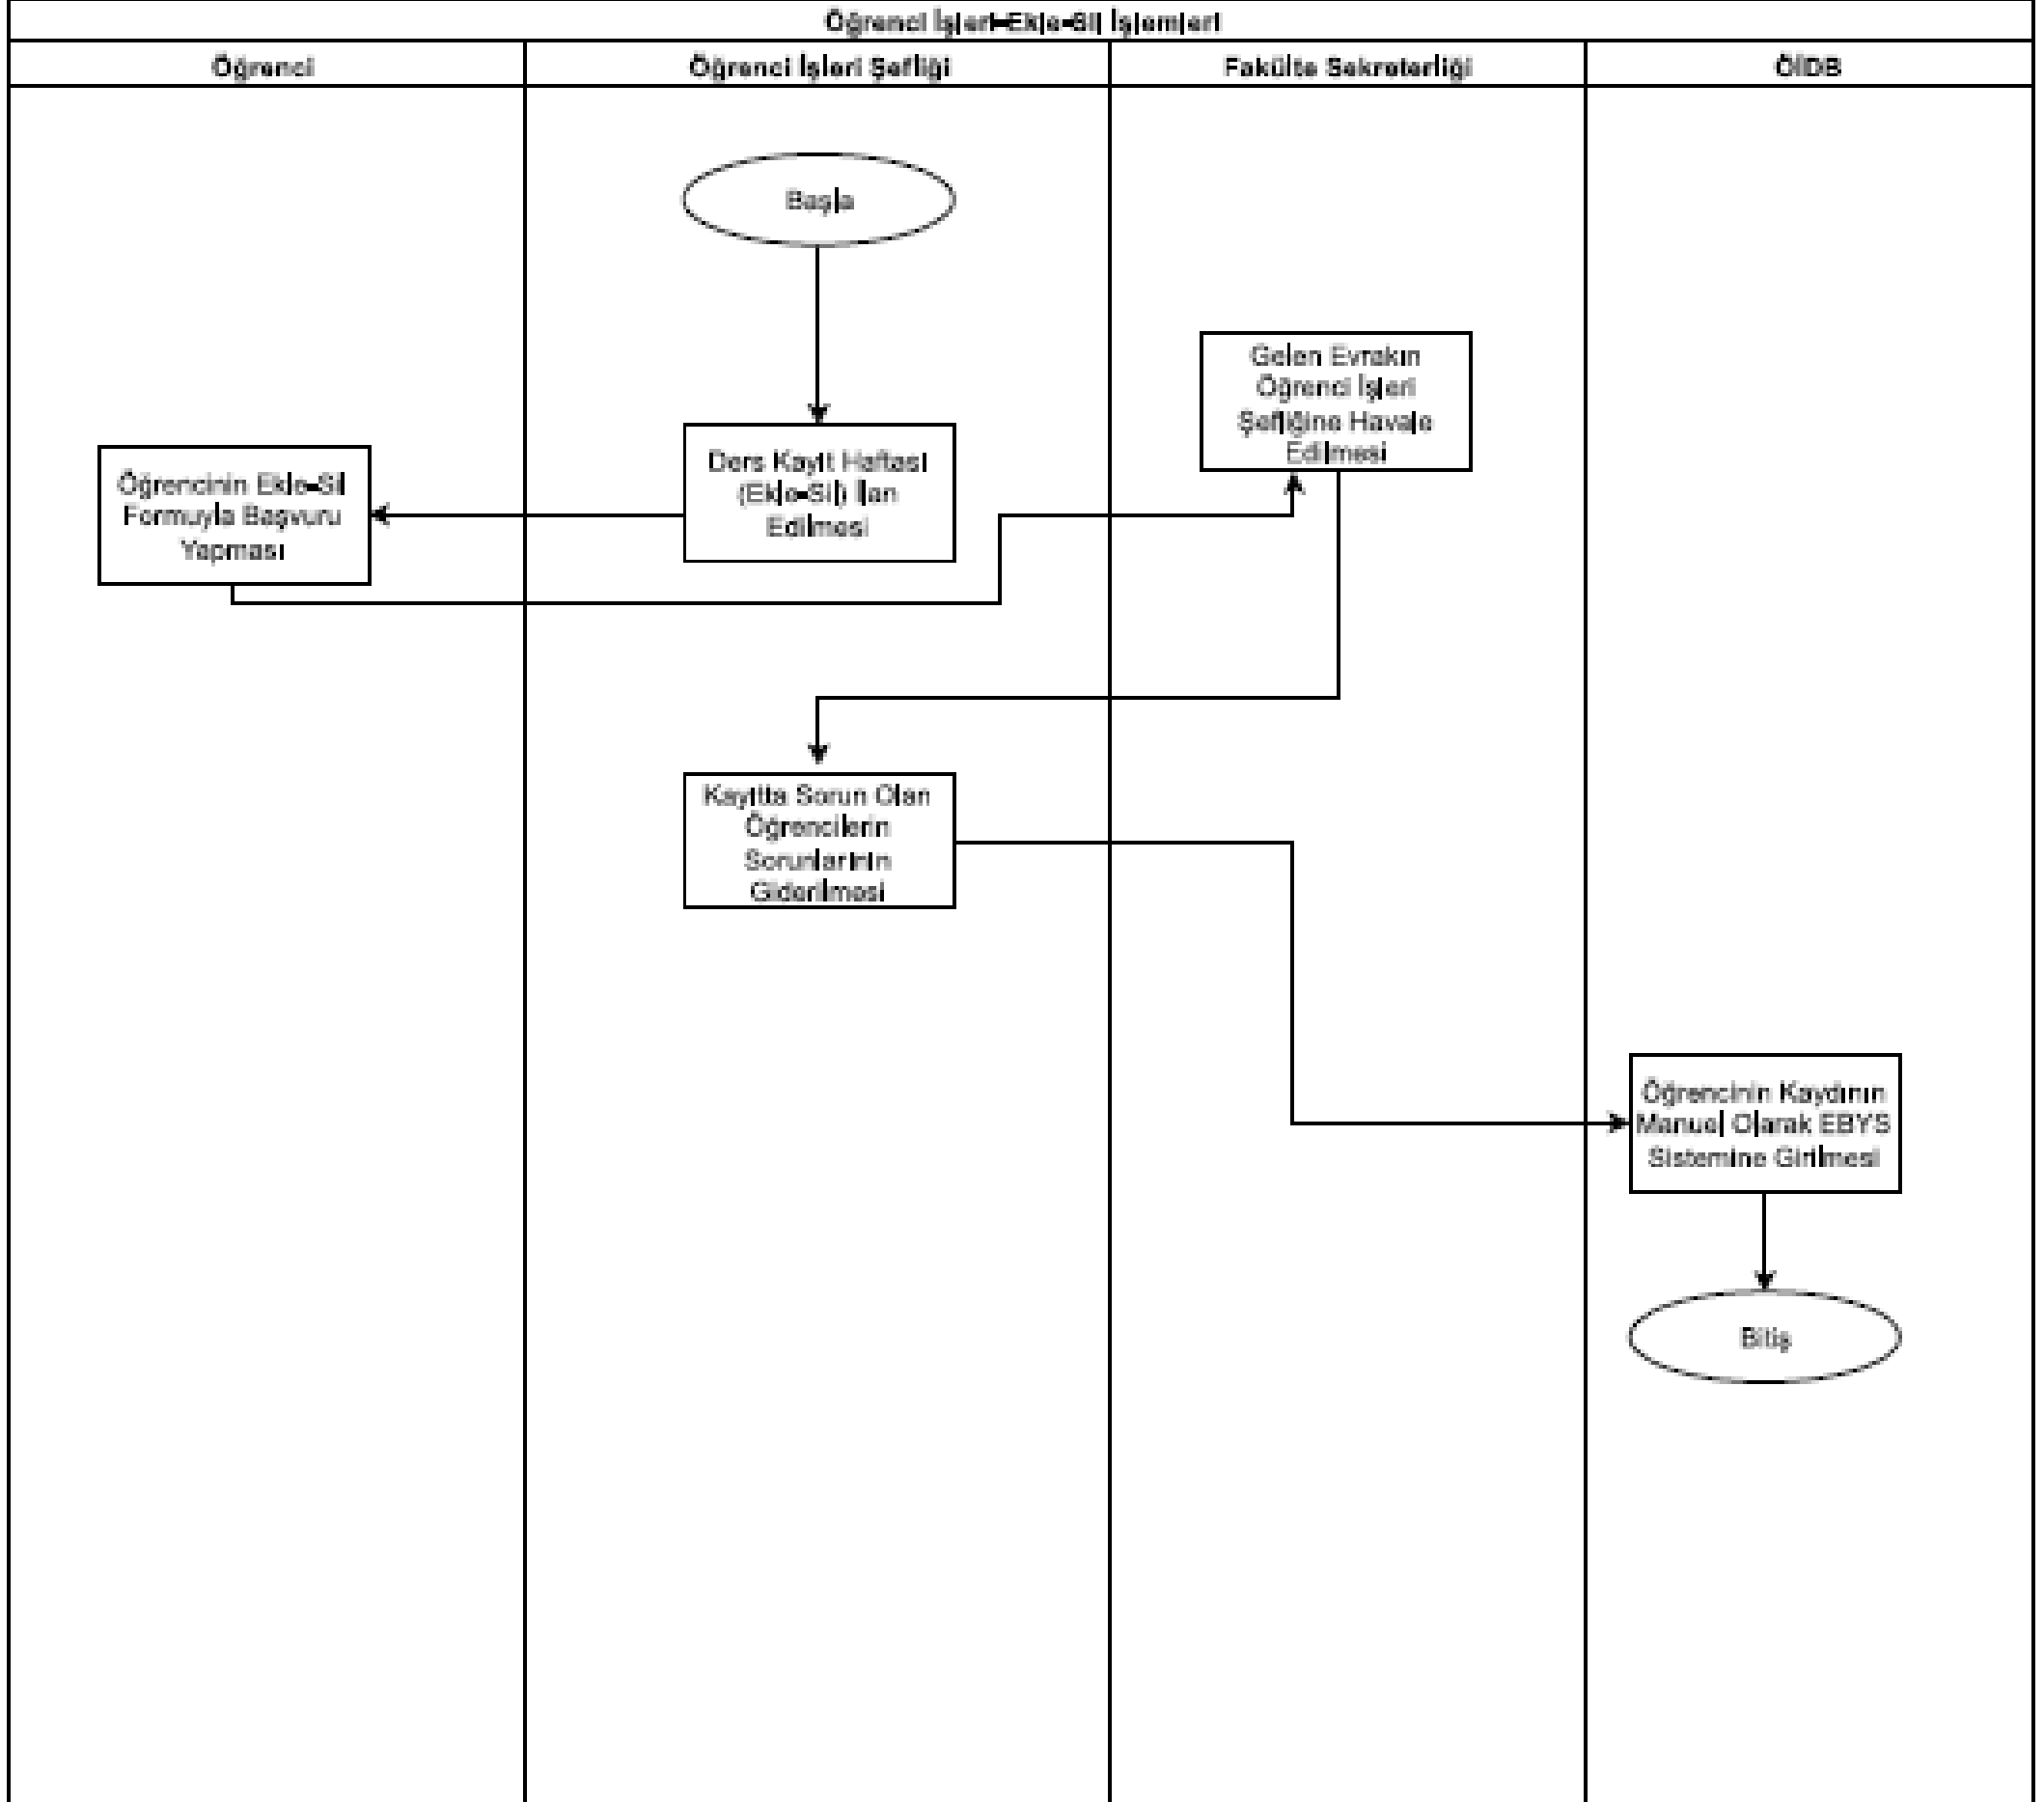 Öğrenci İşleri-Ekle-Sil İşlemleri
Öğrenci
Öğrenci İşleri Şefliği
Fakülte Sekreterliği
ÖİDB
Başla
Ders Kayıt Haftası
(Ekle-Sil) İlan
Edilmesi
Öğrencinin Ekle-Sil
Formuyla Başvuru
Yapması
Gelen Evrakın
Öğrenci İşleri
Şefliğine Havale
Edilmesi
Kayıtta Sorun Olan
Öğrencilerin
Sorunlarının
Giderilmesi
Öğrencinin Kaydının
Manuel Olarak EBYS
Sistemine Girilmesi
Bitiş